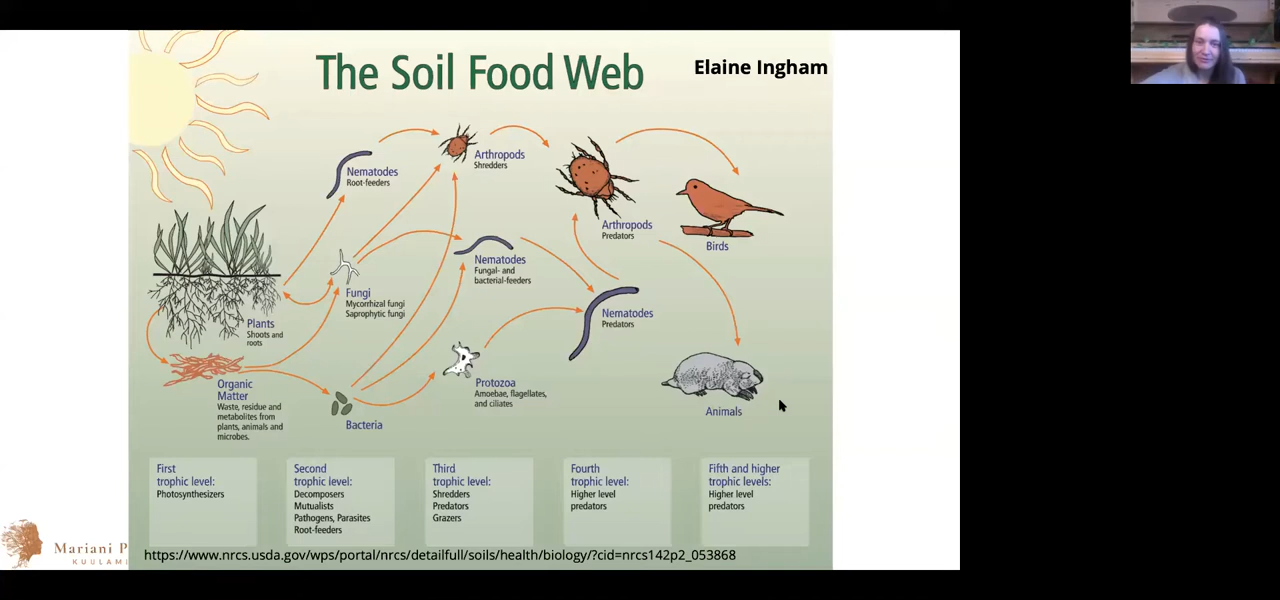 The Soil Food Web
Elaine Ingham
Nematodes
Root-feeders
Arthropods
Shredders
Arthropods
Predators
Birds
Nematodes
Fungal- and
bacterial-feeders
Fungi
Mycorrhizal fungi
Saprophytic fungi
Nematodes
Predators
Plants
Shoots and
roots
Organic
Matter
Waste, residue and
metabolites from
plants, animals and
microbes.
Protozoa
Amoebae, flagellates,
and ciliates
Bacteria
Animals
First
trophic level:
Photosynthesizers
Second
trophic level:
Decomposers
Mutualists
Pathogens, Parasites
Root-feeders
Third
trophic level:
Shredders
Predators
Grazers
Fourth
trophic level:
Higher level
predators
Fifth and higher
trophic levels:
Higher level
predators
Mariani P
KUULAMI
https://www.nrcs.usda.gov/wps/portal/nrcs/detailfull/soils/health/biology/?cid=nrcs142p2_053868